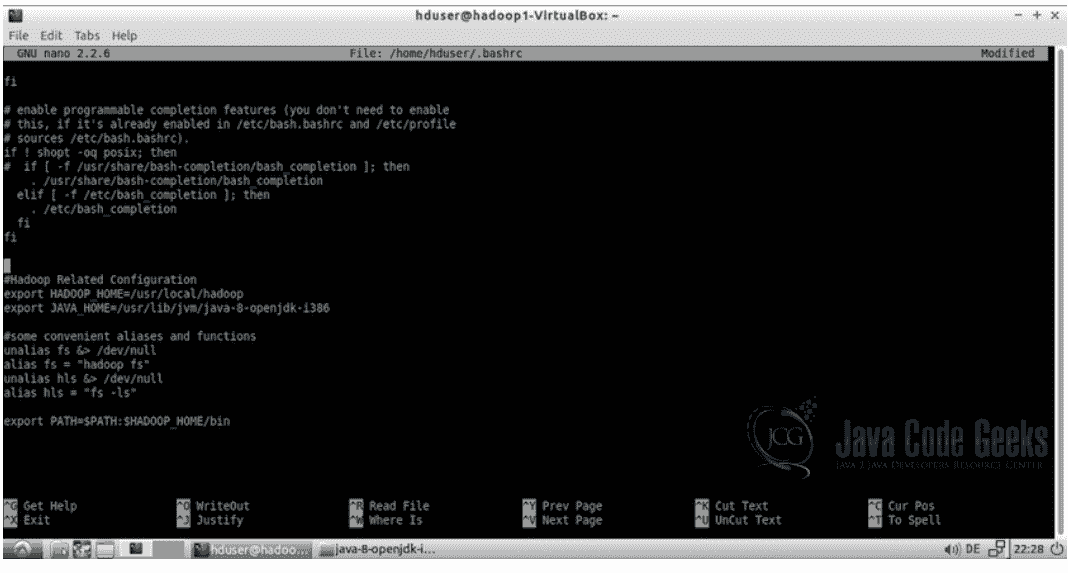 hduser@hadoop1-VirtualBox: ~
File Edit Tabs Help
GNU nano 2.2.6 File: /home/hduser/.bashrc Modified
fi
# enable programmable completion features (you don't need to enable
# this, if it's already enabled in /etc/bash.bashrc and /etc/profile
# sources /etc/bash.bashrc).
if ! shopt -oq posix; then
#  if [ -f /usr/share/bash-completion/bash_completion ]; then
    . /usr/share/bash-completion/bash_completion
  elif [ -f /etc/bash_completion ]; then
    . /etc/bash_completion
  fi
fi
#Hadoop Related Configuration
export HADOOP_HOME=/usr/local/hadoop
export JAVA_HOME=/usr/lib/jvm/java-8-openjdk-i386
#some convenient aliases and functions
unalias fs &> /dev/null
alias fs = "hadoop fs"
unalias hls &> /dev/null
alias hls = "fs -ls"
export PATH=$PATH:$HADOOP_HOME/bin
JCG Java Code Geeks
JAVA 2 JAVA DEVELOPERS RESOURCE CENTER
^G Get Help ^O WriteOut ^R Read File ^Y Prev Page ^K Cut Text ^C Cur Pos
^X Exit ^J Justify ^W Where Is ^V Next Page ^U UnCut Text ^T To Spell
hduser@hadoo... java-8-openjdk-i... DE 22:28